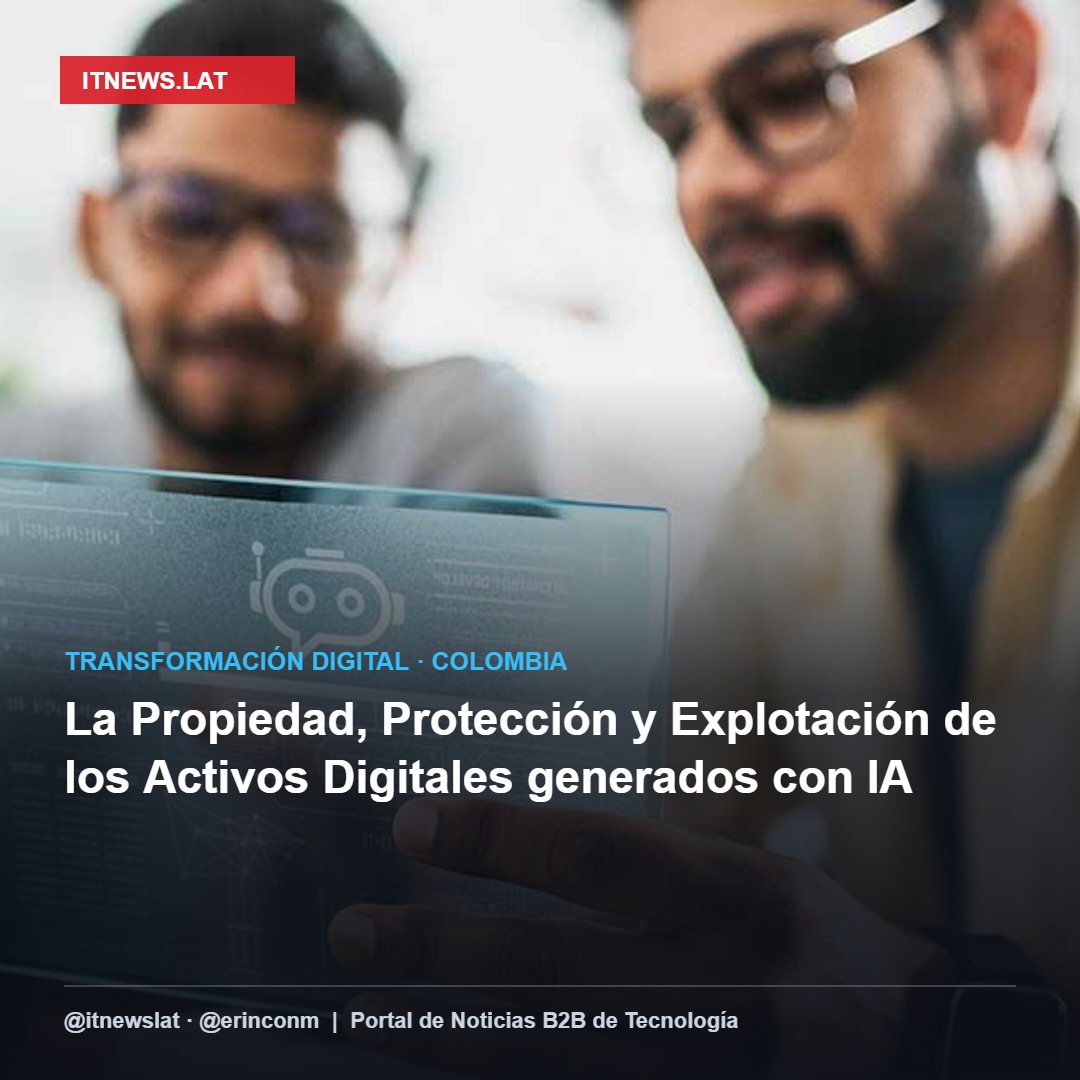 ITNEWS.LAT
TRANSFORMACIÓN DIGITAL · COLOMBIA
La Propiedad, Protección y Explotación de
los Activos Digitales generados con IA
@itnewslat · @erinconm | Portal de Noticias B2B de Tecnología